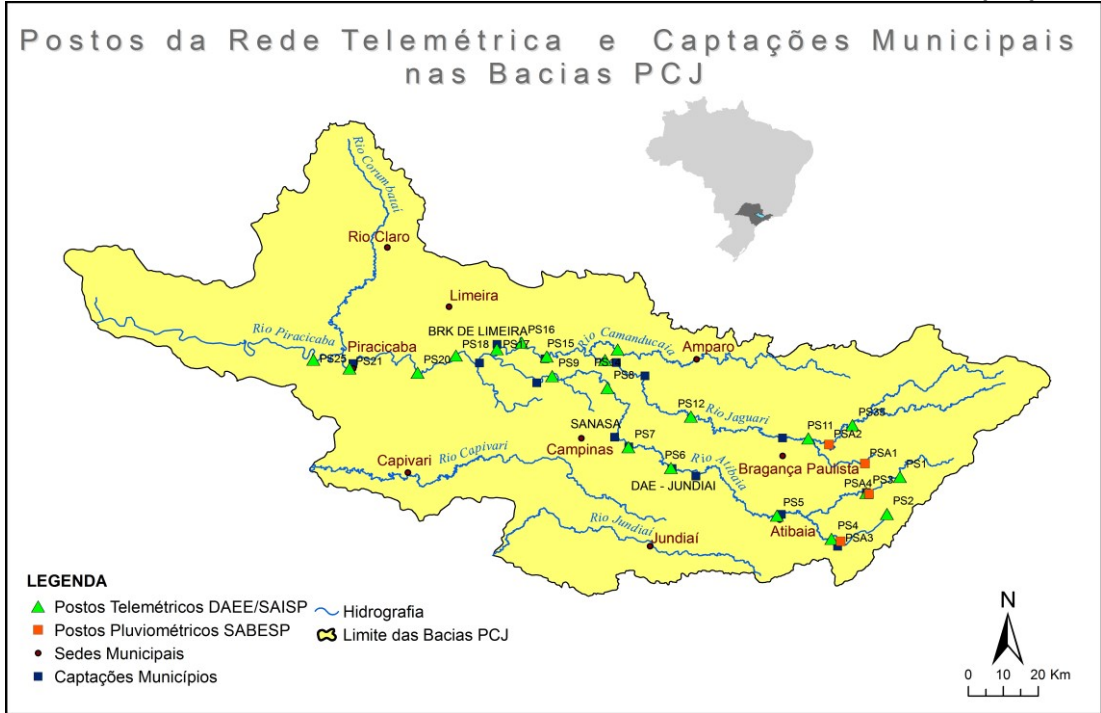 Postos da Rede Telemétrica e Captações Municipais
nas Bacias PCJ
Rio Corumbataí
Rio Claro
Limeira
BRK DE LIMEIRA
PS16
PS18
PS17
PS15
Rio Camanducaia
Amparo
Rio Piracicaba
Piracicaba
PS25
PS21
PS20
PS9
PS8
PS12
Rio Jaguari
PS38
PS11
PSA2
SANASA
Campinas
PS7
Rio Atibaia
Bragança Paulista
PSA1
Capivari
Rio Capivari
PS6
DAE - JUNDIAI
PS1
PS3
PSA4
PS2
PS5
Atibaia
PS4
PSA3
Rio Jundiaí
Jundiaí
LEGENDA
Postos Telemétricos DAEE/SAISP
Hidrografia
Postos Pluviométricos SABESP
Limite das Bacias PCJ
Sedes Municipais
Captações Municípios
N
0 10 20 Km